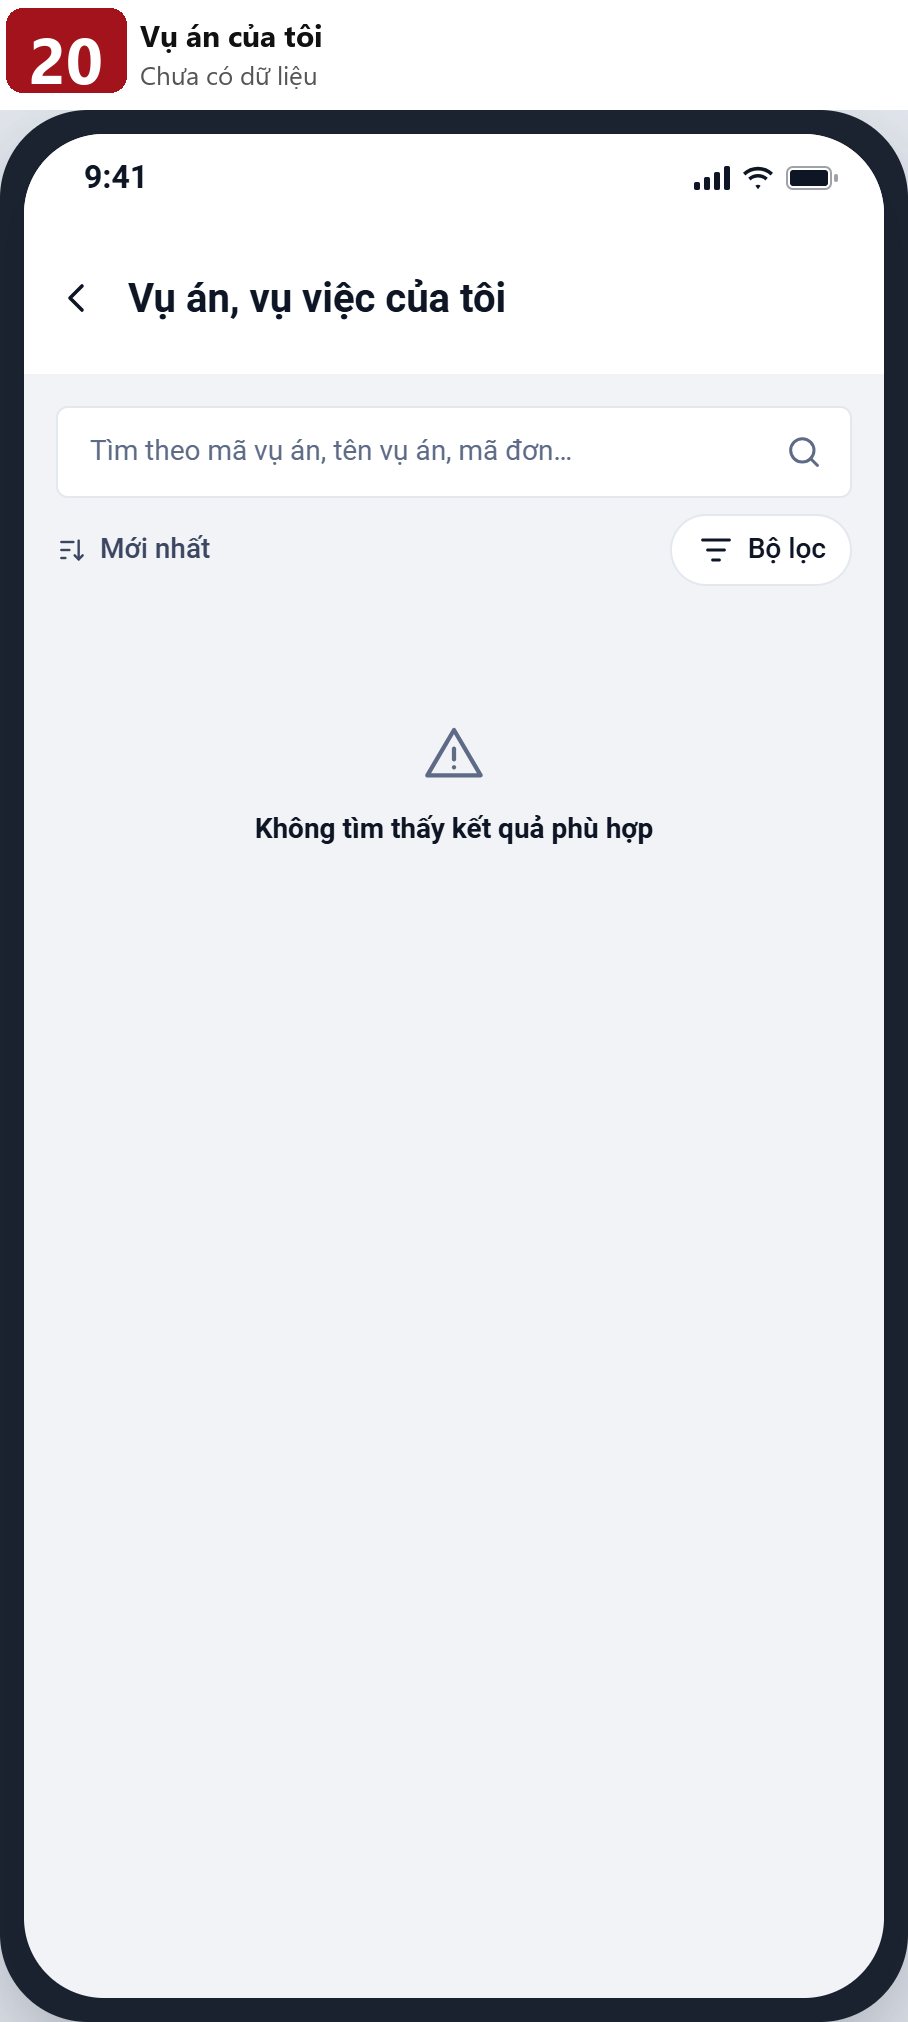 20
Vụ án của tôi
Chưa có dữ liệu
9:41
Vụ án, vụ việc của tôi
Tìm theo mã vụ án, tên vụ án, mã đơn...
Mới nhất
Bộ lọc
Không tìm thấy kết quả phù hợp